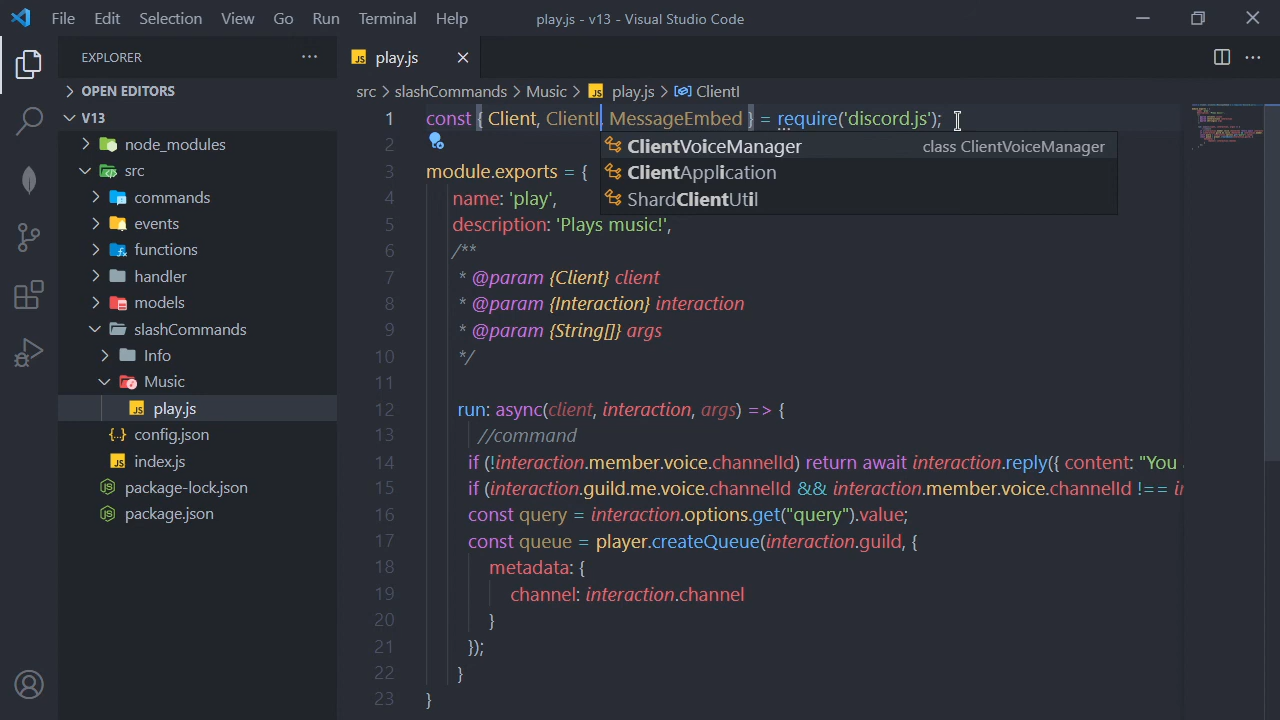 File Edit Selection View Go Run Terminal Help play.js - v13 - Visual Studio Code
EXPLORER
OPEN EDITORS
V13
node_modules
src
commands
events
functions
handler
models
slashCommands
Info
Music
JS play.js
{..} config.json
JS index.js
package-lock.json
package.json
JS play.js
src > slashCommands > Music > JS play.js > ClientI
1 const { Client, ClientI MessageEmbed } = require('discord.js');
ClientVoiceManager class ClientVoiceManager
ClientApplication
ShardClientUtil
2
3 module.exports = {
4 name: 'play',
5 description: 'Plays music!',
6 /**
7 * @param {Client} client
8 * @param {Interaction} interaction
9 * @param {String[]} args
10 */
11
12 run: async(client, interaction, args) => {
13 //command
14 if (!interaction.member.voice.channelId) return await interaction.reply({ content: "You
15 if (interaction.guild.me.voice.channelId && interaction.member.voice.channelId !== in
16 const query = interaction.options.get("query").value;
17 const queue = player.createQueue(interaction.guild, {
18 metadata: {
19 channel: interaction.channel
20 }
21 });
22 }
23 }